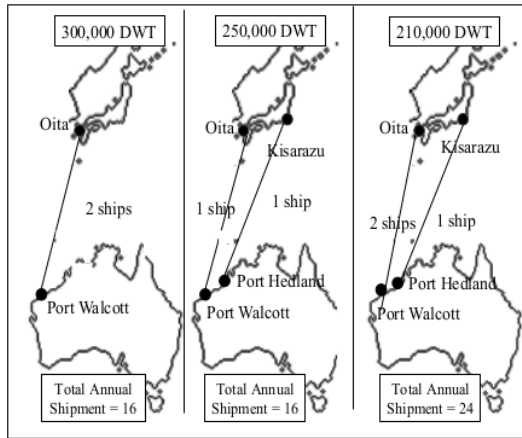 300,000 DWT
Oita
2 ships
Port Walcott
Total Annual
Shipment = 16
250,000 DWT
Oita
Kisarazu
1 ship
1 ship
Port Hedland
Port Walcott
Total Annual
Shipment = 16
210,000 DWT
Oita
Kisarazu
2 ships
1 ship
Port Hedland
Port Walcott
Total Annual
Shipment = 24